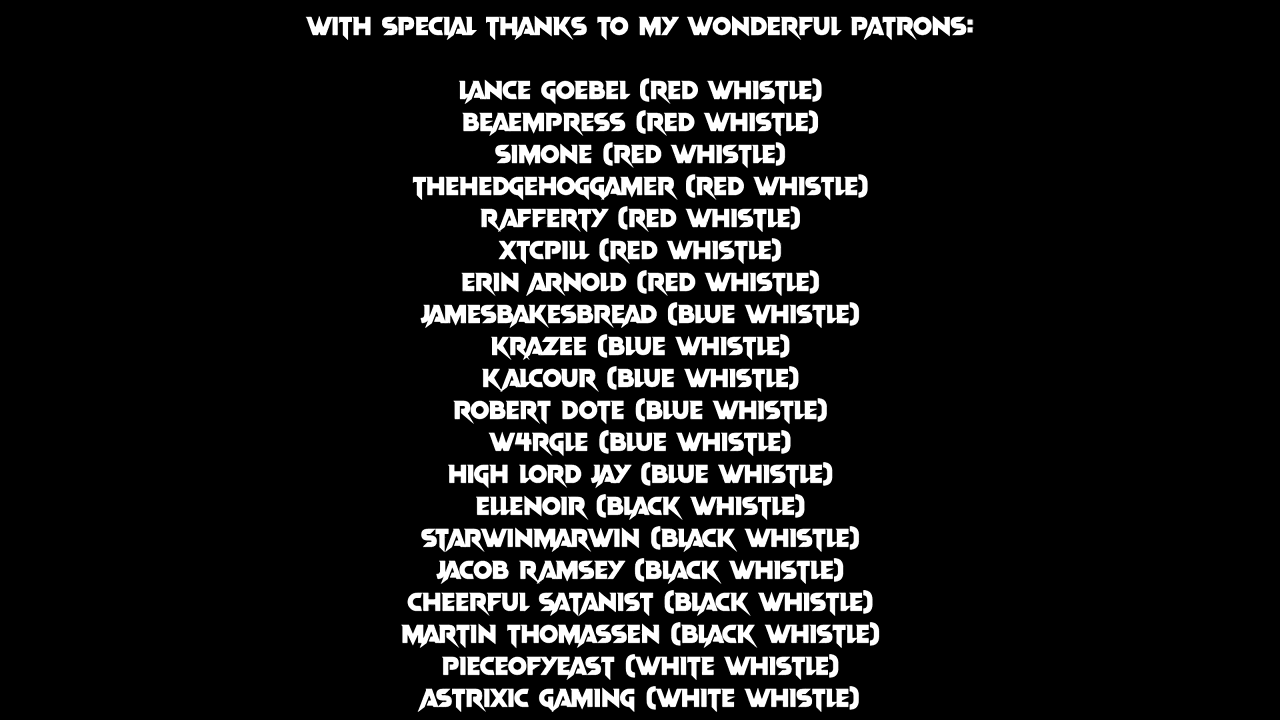 WITH SPECIAL THANKS TO MY WONDERFUL PATRONS:
LANCE GOEBEL (RED WHISTLE)
BEAEMPRESS (RED WHISTLE)
SIMONE (RED WHISTLE)
THEHEDGEHOGGAMER (RED WHISTLE)
RAFFERTY (RED WHISTLE)
XTCPILL (RED WHISTLE)
ERIN ARNOLD (RED WHISTLE)
JAMESBAKESBREAD (BLUE WHISTLE)
KRAZEE (BLUE WHISTLE)
KALCOUR (BLUE WHISTLE)
ROBERT DOTE (BLUE WHISTLE)
W4RGLE (BLUE WHISTLE)
HIGH LORD JAY (BLUE WHISTLE)
ELLENOIR (BLACK WHISTLE)
STARWINMARWIN (BLACK WHISTLE)
JACOB RAMSEY (BLACK WHISTLE)
CHEERFUL SATANIST (BLACK WHISTLE)
MARTIN THOMASSEN (BLACK WHISTLE)
PIECEOFYEAST (WHITE WHISTLE)
ASTRIXIC GAMING (WHITE WHISTLE)